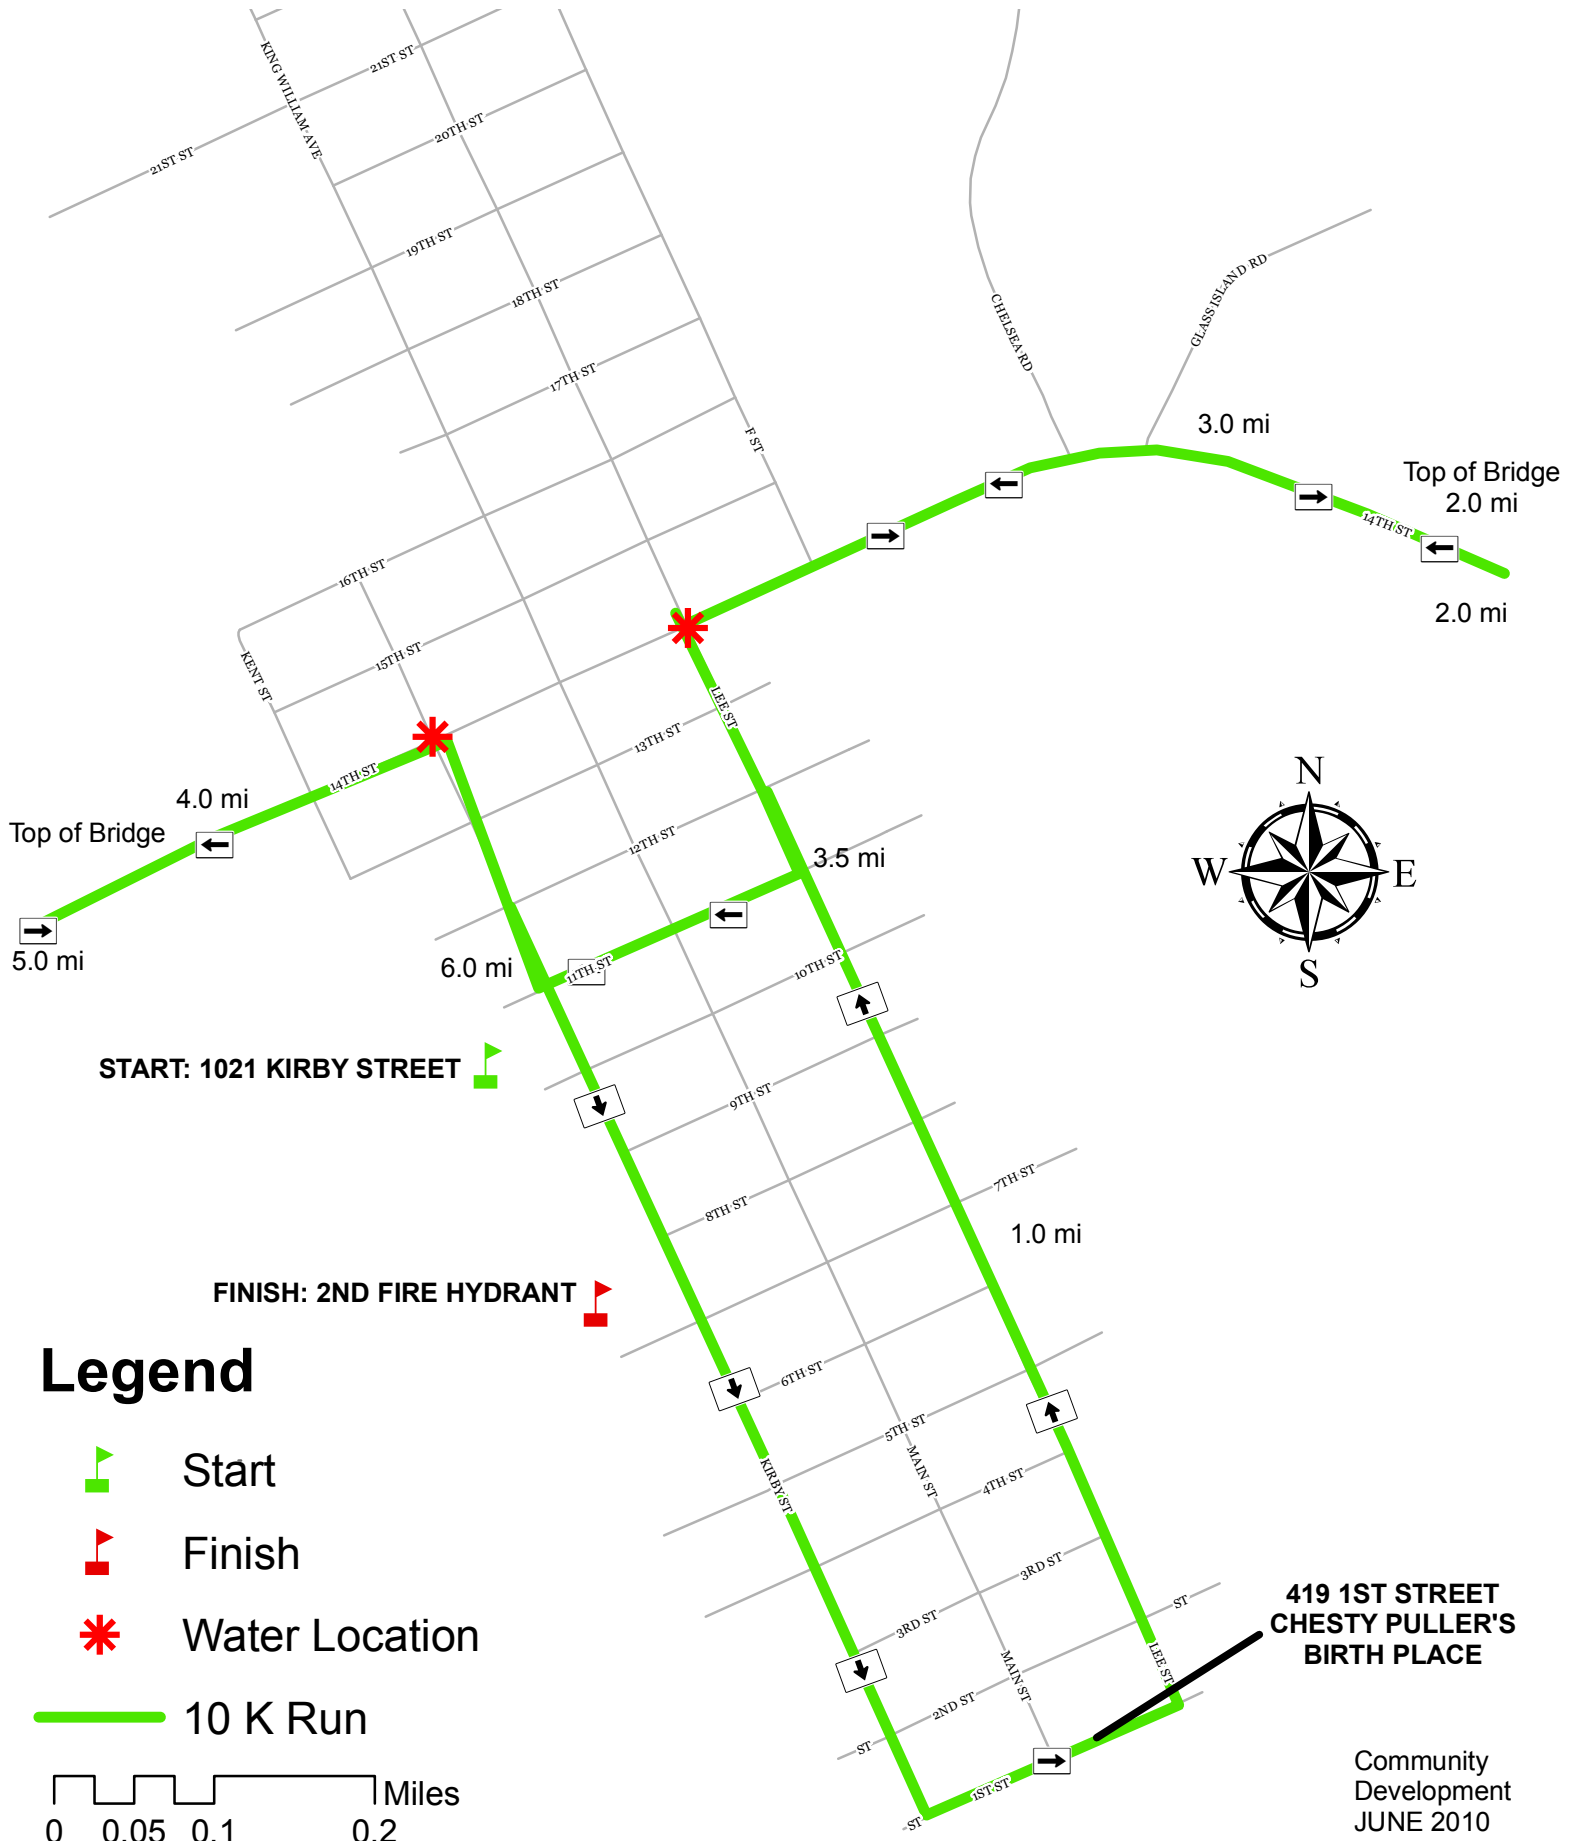 21ST ST
KING WILLIAM AVE
20TH ST
21ST ST
19TH ST
18TH ST
GLASS ISLAND RD
CHELSEA RD
17TH ST
F ST
3.0 mi
Top of Bridge
2.0 mi
14TH ST
16TH ST
2.0 mi
15TH ST
KENT ST
LEE ST
13TH ST
14TH ST
4.0 mi
Top of Bridge
12TH ST
3.5 mi
N
W
E
S
5.0 mi
6.0 mi
11TH ST
10TH ST
START: 1021 KIRBY STREET
9TH ST
7TH ST
8TH ST
1.0 mi
FINISH: 2ND FIRE HYDRANT
6TH ST
5TH ST
MAIN ST
KIRBY ST
4TH ST
3RD ST
3RD ST
ST
LEE ST
MAIN ST
2ND ST
ST
1ST ST
ST
419 1ST STREET
CHESTY PULLER'S
BIRTH PLACE
Legend
Start
Finish
Water Location
10 K Run
Miles
0 0.05 0.1 0.2
Community
Development
JUNE 2010